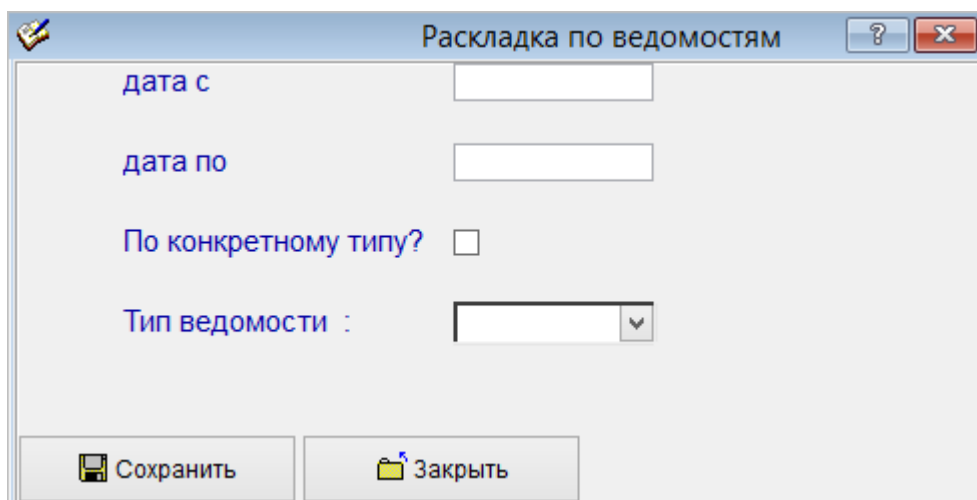 Раскладка по ведомостям
дата с
дата по
По конкретному типу?
Тип ведомости :
Сохранить Закрыть